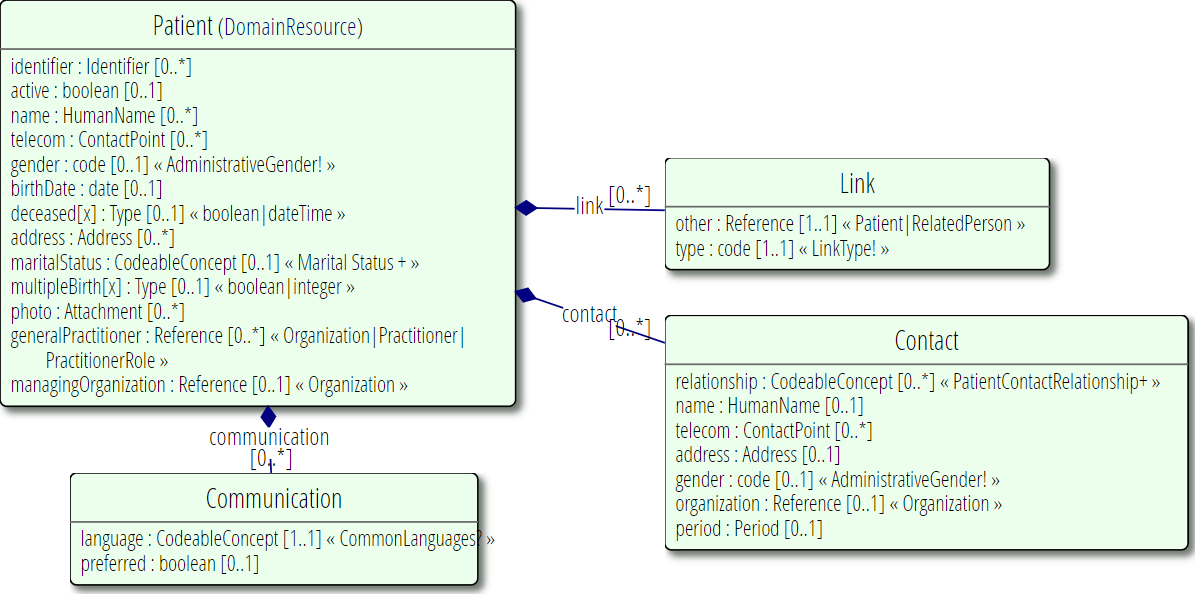 Patient (DomainResource)
identifier : Identifier [0..*]
active : boolean [0..1]
name : HumanName [0..*]
telecom : ContactPoint [0..*]
gender : code [0..1] « AdministrativeGender! »
birthDate : date [0..1]
deceased[x] : Type [0..1] « boolean|dateTime »
address : Address [0..*]
maritalStatus : CodeableConcept [0..1] « Marital Status + »
multipleBirth[x] : Type [0..1] « boolean|integer »
photo : Attachment [0..*]
generalPractitioner : Reference [0..*] « Organization|Practitioner|
PractitionerRole »
managingOrganization : Reference [0..1] « Organization »
link [0..*]
Link
other : Reference [1..1] « Patient|RelatedPerson »
type : code [1..1] « LinkType! »
contact
[0..*]
Contact
relationship : CodeableConcept [0..*] « PatientContactRelationship+ »
name : HumanName [0..1]
telecom : ContactPoint [0..*]
address : Address [0..1]
gender : code [0..1] « AdministrativeGender! »
organization : Reference [0..1] « Organization »
period : Period [0..1]
communication
[0..*]
Communication
language : CodeableConcept [1..1] « CommonLanguages? »
preferred : boolean [0..1]